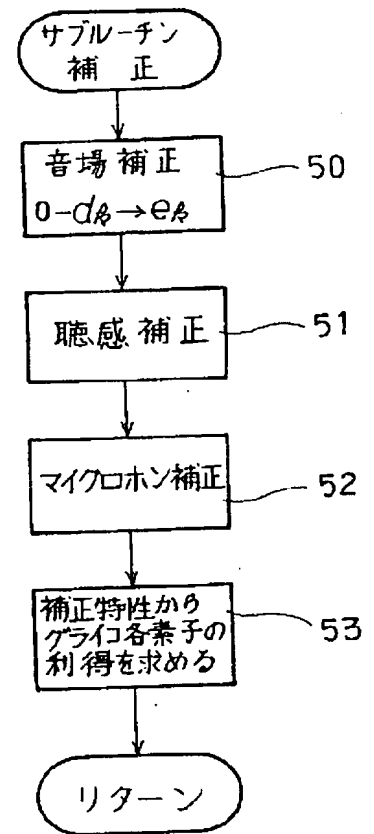 サブルーチン
補正
音場補正
0-dk→ek
50
聴感補正
51
マイクロホン補正
52
補正特性から
グライコ各素子の
利得を求める
53
リターン